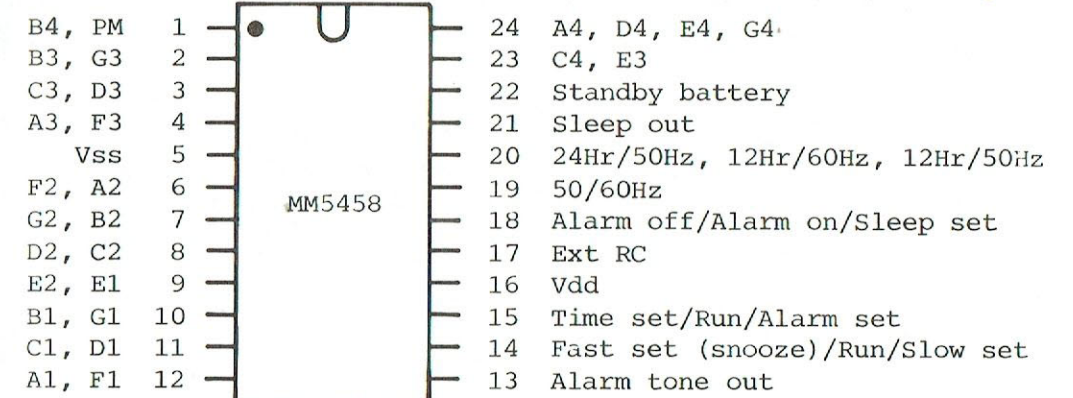 B4, PM 1 24 A4, D4, E4, G4
B3, G3 2 23 C4, E3
C3, D3 3 22 Standby battery
A3, F3 4 21 Sleep out
Vss 5 20 24Hr/50Hz, 12Hr/60Hz, 12Hr/50Hz
F2, A2 6 19 50/60Hz
MM5458
G2, B2 7 18 Alarm off/Alarm on/Sleep set
D2, C2 8 17 Ext RC
E2, E1 9 16 Vdd
B1, G1 10 15 Time set/Run/Alarm set
C1, D1 11 14 Fast set (snooze)/Run/Slow set
A1, F1 12 13 Alarm tone out